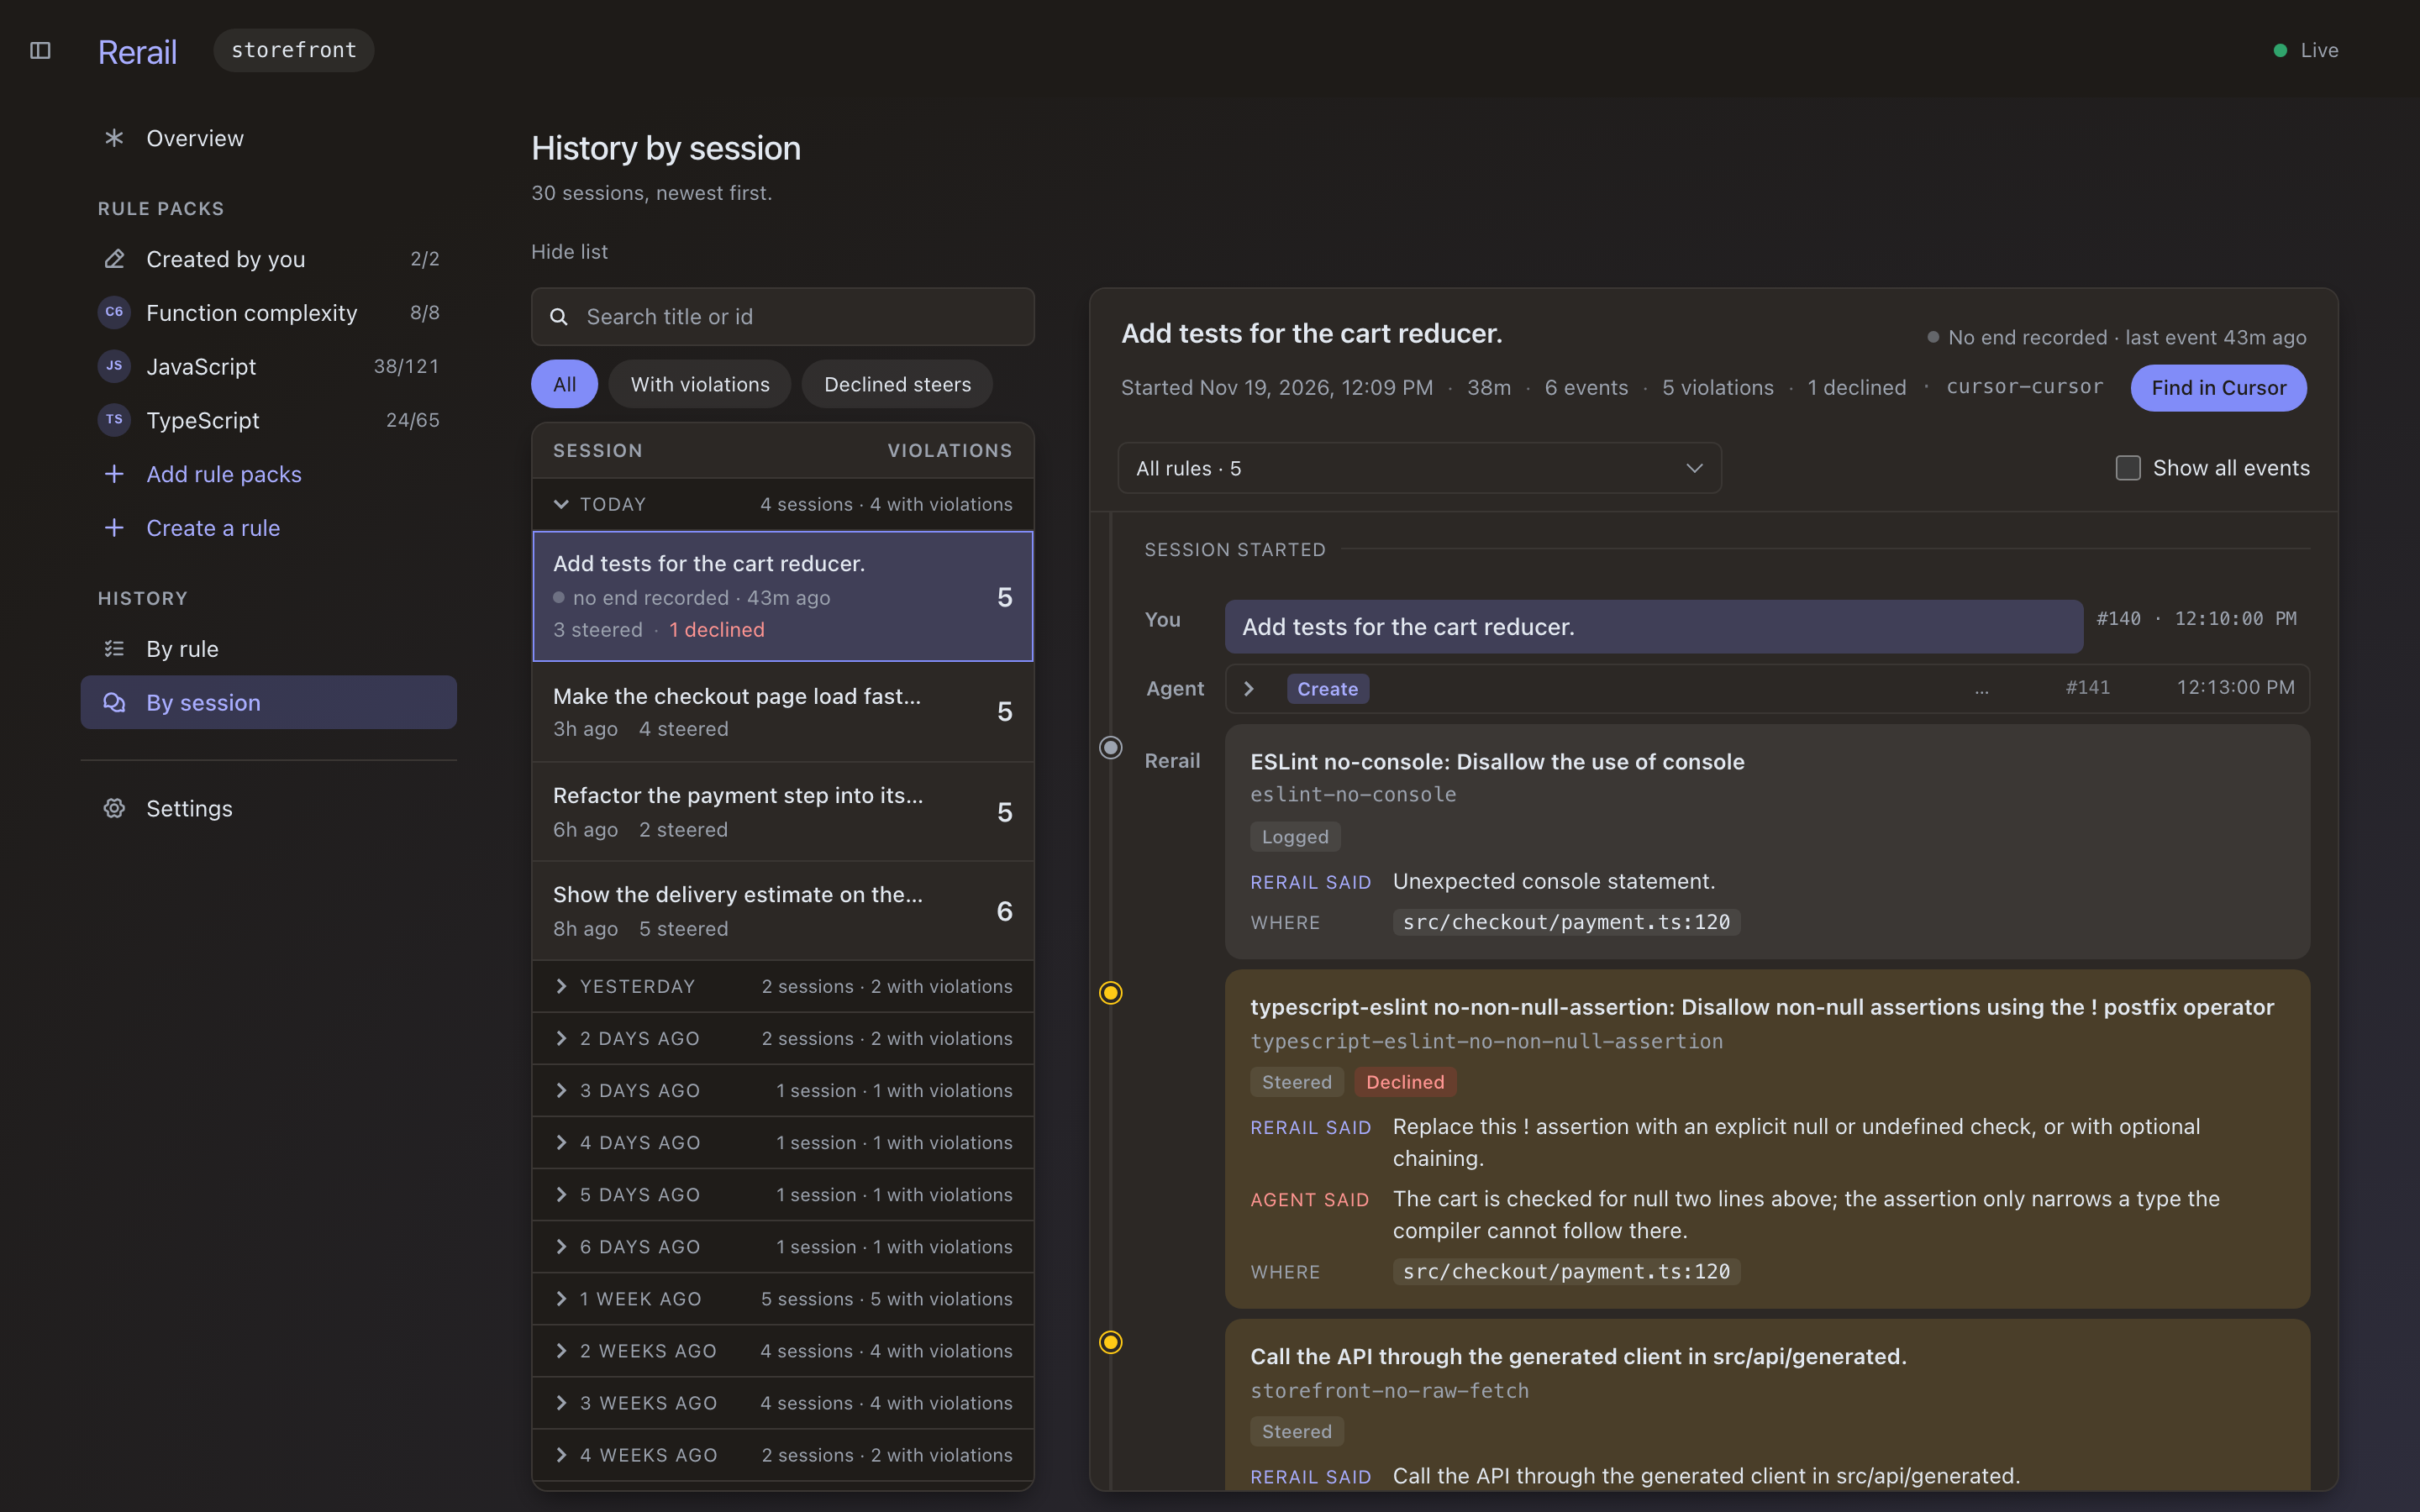 Rerail
storefront
Live
Overview
RULE PACKS
Created by you 2/2
C6 Function complexity 8/8
JS JavaScript 38/121
TS TypeScript 24/65
Add rule packs
Create a rule
HISTORY
By rule
By session
Settings
History by session
30 sessions, newest first.
Hide list
Search title or id
All With violations Declined steers
SESSION VIOLATIONS
TODAY 4 sessions · 4 with violations
Add tests for the cart reducer.
no end recorded · 43m ago 5
3 steered · 1 declined
Make the checkout page load fast...
3h ago 4 steered 5
Refactor the payment step into its...
6h ago 2 steered 5
Show the delivery estimate on the...
8h ago 5 steered 6
YESTERDAY 2 sessions · 2 with violations
2 DAYS AGO 2 sessions · 2 with violations
3 DAYS AGO 1 session · 1 with violations
4 DAYS AGO 1 session · 1 with violations
5 DAYS AGO 1 session · 1 with violations
6 DAYS AGO 1 session · 1 with violations
1 WEEK AGO 5 sessions · 5 with violations
2 WEEKS AGO 4 sessions · 4 with violations
3 WEEKS AGO 4 sessions · 4 with violations
4 WEEKS AGO 2 sessions · 2 with violations
Add tests for the cart reducer.
No end recorded · last event 43m ago
Started Nov 19, 2026, 12:09 PM · 38m · 6 events · 5 violations · 1 declined · cursor-cursor Find in Cursor
All rules · 5
Show all events
SESSION STARTED
You Add tests for the cart reducer. #140 · 12:10:00 PM
Agent Create ... #141 12:13:00 PM
Rerail ESLint no-console: Disallow the use of console
eslint-no-console
Logged
RERAIL SAID Unexpected console statement.
WHERE src/checkout/payment.ts:120
typescript-eslint no-non-null-assertion: Disallow non-null assertions using the ! postfix operator
typescript-eslint-no-non-null-assertion
Steered Declined
RERAIL SAID Replace this ! assertion with an explicit null or undefined check, or with optional
chaining.
AGENT SAID The cart is checked for null two lines above; the assertion only narrows a type the
compiler cannot follow there.
WHERE src/checkout/payment.ts:120
Call the API through the generated client in src/api/generated.
storefront-no-raw-fetch
Steered
RERAIL SAID Call the API through the generated client in src/api/generated.